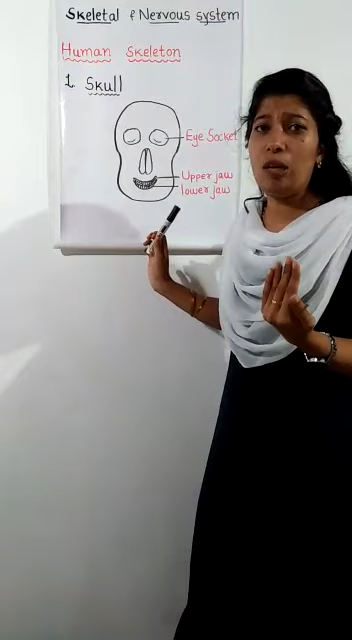 Skeletal & Nervous system
Human Skeleton
1. Skull
Eye Socket
Upper jaw
lower jaw